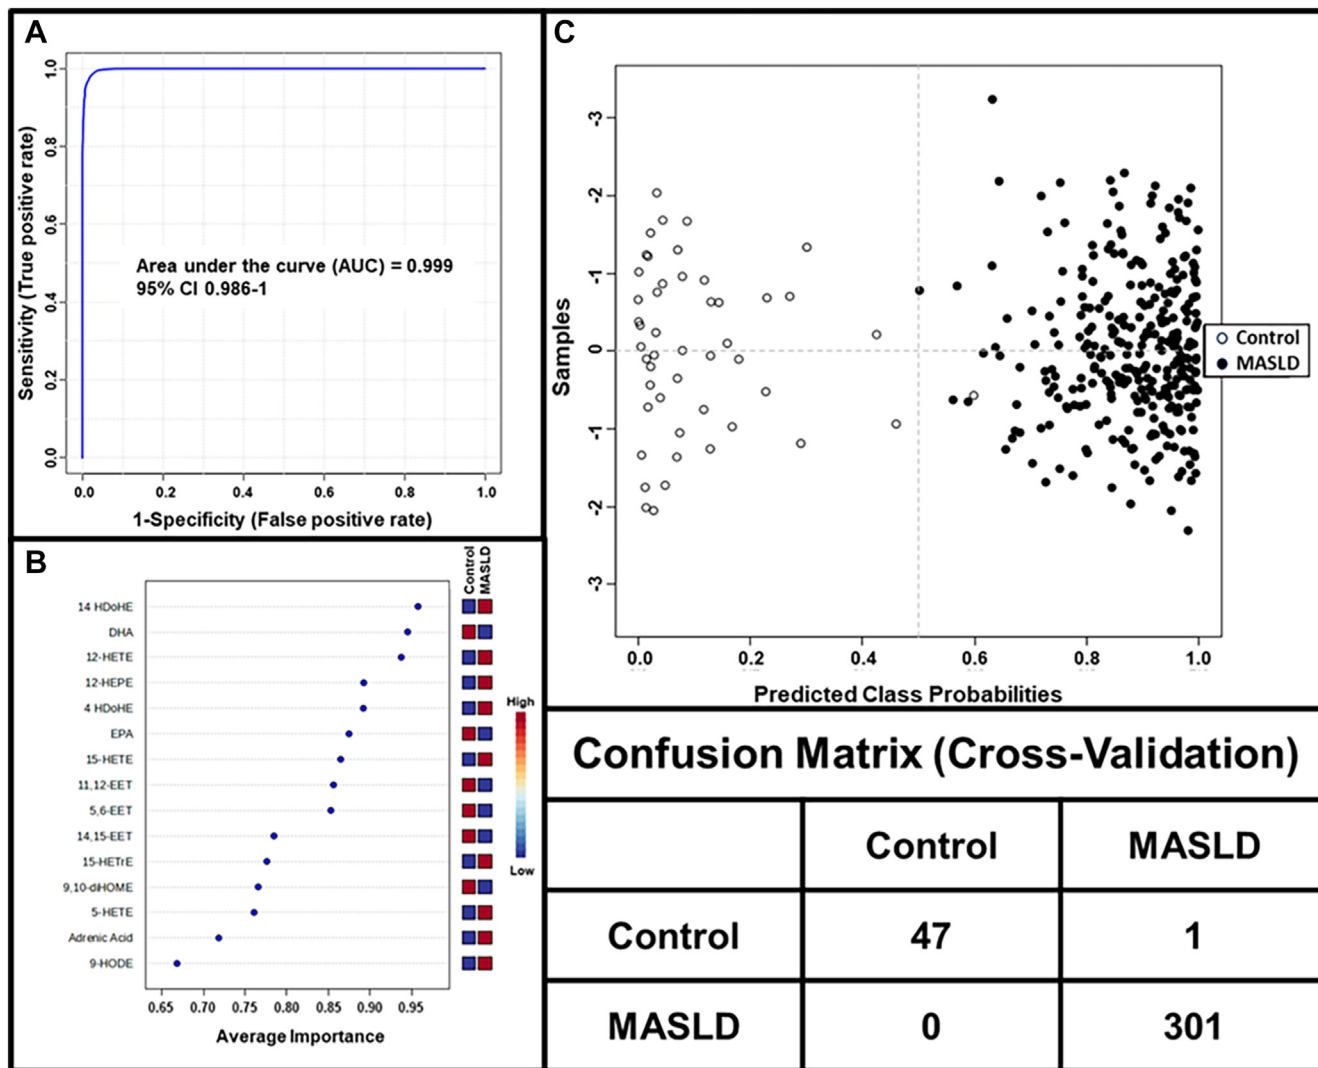 A
1.0
0.8
0.6
0.4
0.2
0.0
Sensitivity (True positive rate)
Area under the curve (AUC) = 0.999
95% CI 0.986-1
0.0 0.2 0.4 0.6 0.8 1.0
1-Specificity (False positive rate)
B
Control
MASLD
14 HDoHE
DHA
12-HETE
12-HEPE
4 HDoHE
EPA
15-HETE
11,12-EET
5,6-EET
14,15-EET
15-HETrE
9,10-diHOME
5-HETE
Adrenic Acid
9-HODE
High
Low
0.65 0.70 0.75 0.80 0.85 0.90 0.95
Average Importance
C
-3
-2
-1
0
-1
-2
-3
Samples
Control
MASLD
0.0 0.2 0.4 0.6 0.8 1.0
Predicted Class Probabilities
Confusion Matrix (Cross-Validation)
Control MASLD
Control 47 1
MASLD 0 301